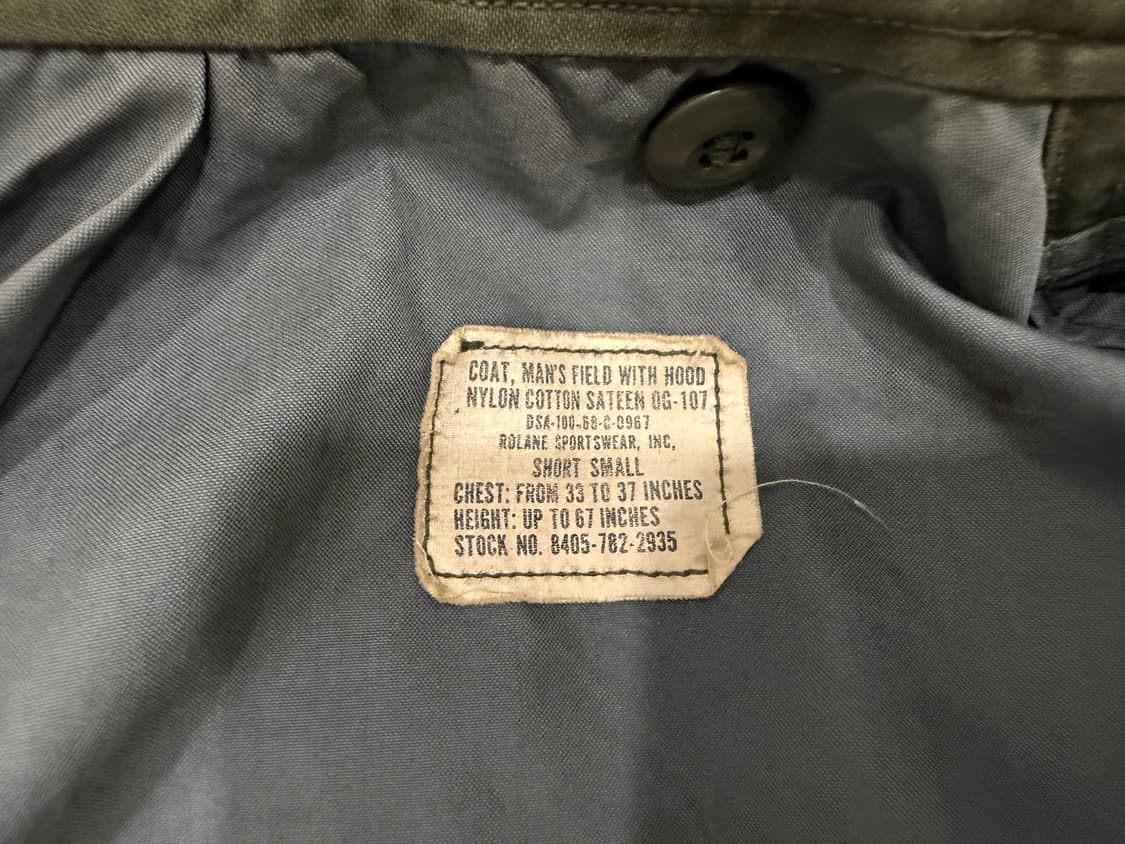 COAT, MAN'S FIELD WITH HOOD
NYLON COTTON SATEEN OG-107
DSA-100-68-C-0967
ROLANE SPORTSWEAR, INC,
SHORT SMALL
CHEST: FROM 33 TO 37 INCHES
HEIGHT: UP TO 67 INCHES
STOCK NO. 8405-782-2935